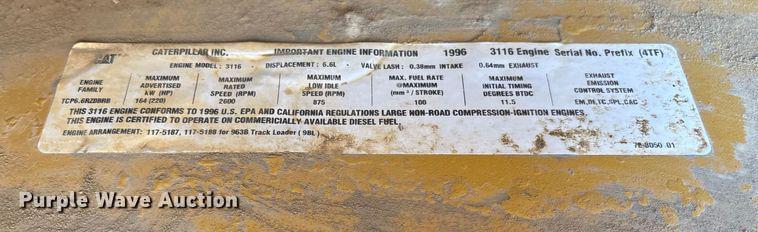 CAT CATERPILLAR INC. IMPORTANT ENGINE INFORMATION 1996 3116 Engine Serial No. Prefix (4TF)
ENGINE MODEL: 3116 DISPLACEMENT: 6.6L VALVE LASH: 0.38mm INTAKE 0.64mm EXHAUST
ENGINE FAMILY MAXIMUM ADVERTISED kW (HP) MAXIMUM RATED SPEED (RPM) MAXIMUM LOW IDLE SPEED (RPM) MAX. FUEL RATE @MAXIMUM (mm³ / STROKE) MAXIMUM INITIAL TIMING DEGREES BTDC EXHAUST EMISSION CONTROL SYSTEM
TCP6.6RZDBRB 164 (220) 2600 875 100 11.5 EM, DI, TC, SPL, CAC
THIS 3116 ENGINE CONFORMS TO 1996 U.S. EPA AND CALIFORNIA REGULATIONS LARGE NON-ROAD COMPRESSION-IGNITION ENGINES.
THIS ENGINE IS CERTIFIED TO OPERATE ON COMMERCIALLY AVAILABLE DIESEL FUEL.
ENGINE ARRANGEMENT: 117-5187, 117-5188 for 963B Track Loader (9BL) 7E-8050 01
Purple Wave Auction